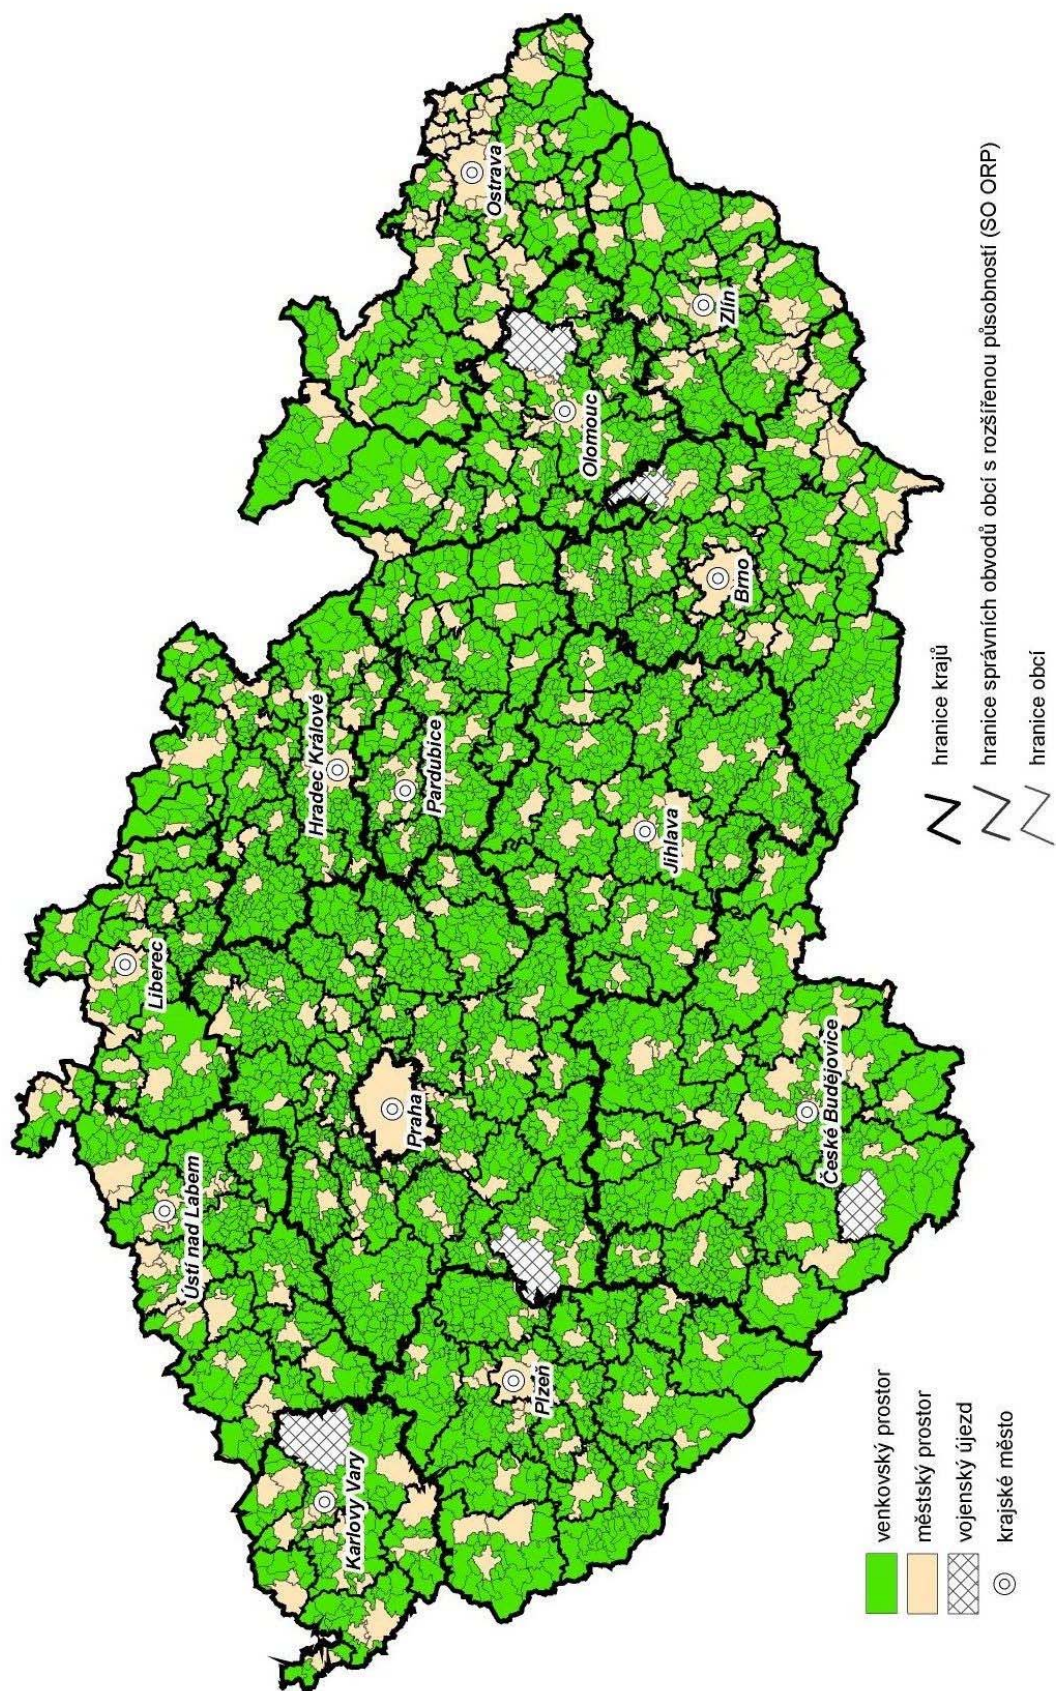 Liberec
Ústí nad Labem
Karlovy Vary
Hradec Králové
Praha
Pardubice
Ostrava
Plzeň
Olomouc
Jihlava
Zlín
Brno
České Budějovice
venkovský prostor
městský prostor
vojenský újezd
krajské město
hranice krajů
hranice správních obvodů obcí s rozšířenou působností (SO ORP)
hranice obcí